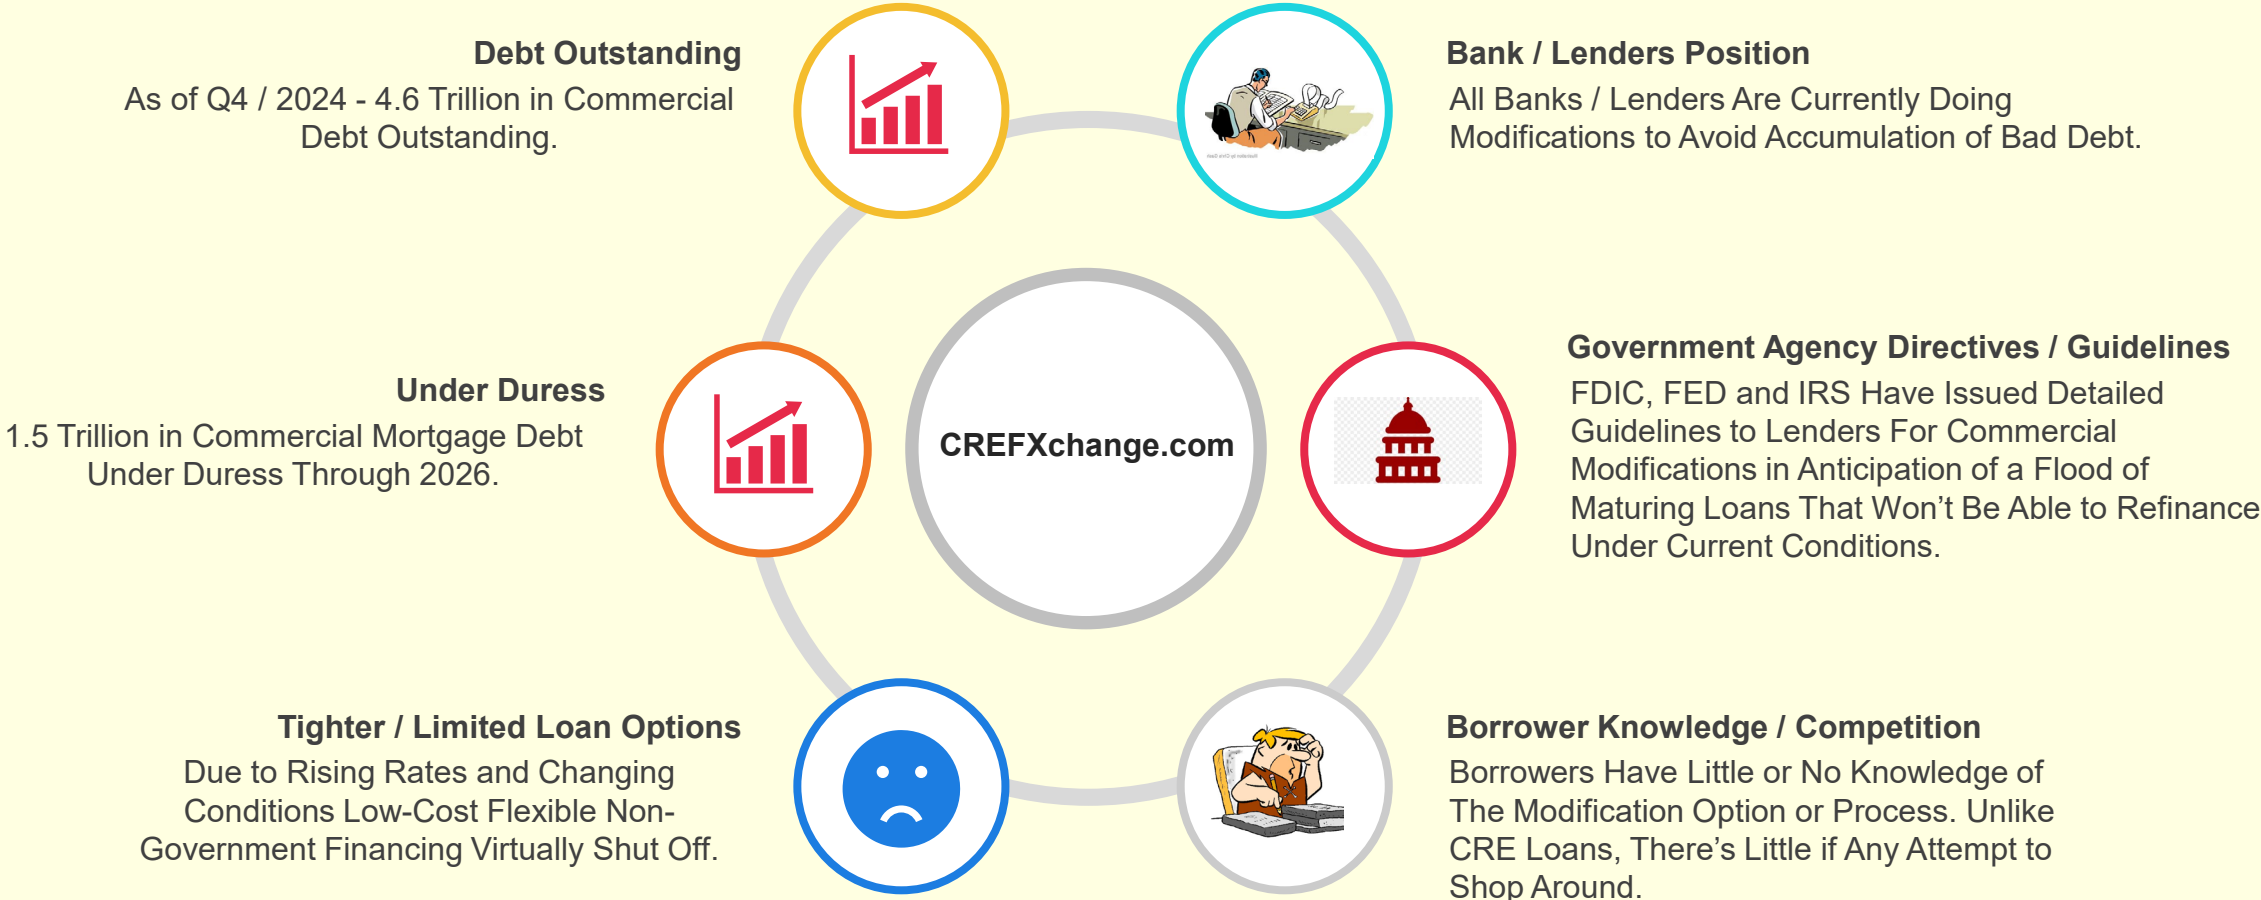 Debt Outstanding
As of Q4 / 2024 - 4.6 Trillion in Commercial
Debt Outstanding.
Bank / Lenders Position
All Banks / Lenders Are Currently Doing
Modifications to Avoid Accumulation of Bad Debt.
Under Duress
1.5 Trillion in Commercial Mortgage Debt
Under Duress Through 2026.
CREFXchange.com
Government Agency Directives / Guidelines
FDIC, FED and IRS Have Issued Detailed
Guidelines to Lenders For Commercial
Modifications in Anticipation of a Flood of
Maturing Loans That Won’t Be Able to Refinance
Under Current Conditions.
Tighter / Limited Loan Options
Due to Rising Rates and Changing
Conditions Low-Cost Flexible Non-
Government Financing Virtually Shut Off.
Borrower Knowledge / Competition
Borrowers Have Little or No Knowledge of
The Modification Option or Process. Unlike
CRE Loans, There’s Little if Any Attempt to
Shop Around.